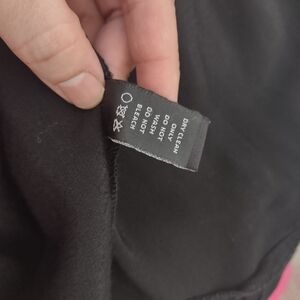 DRY CLEAN
ONLY
DO NOT
WASH
DO NOT
BLEACH